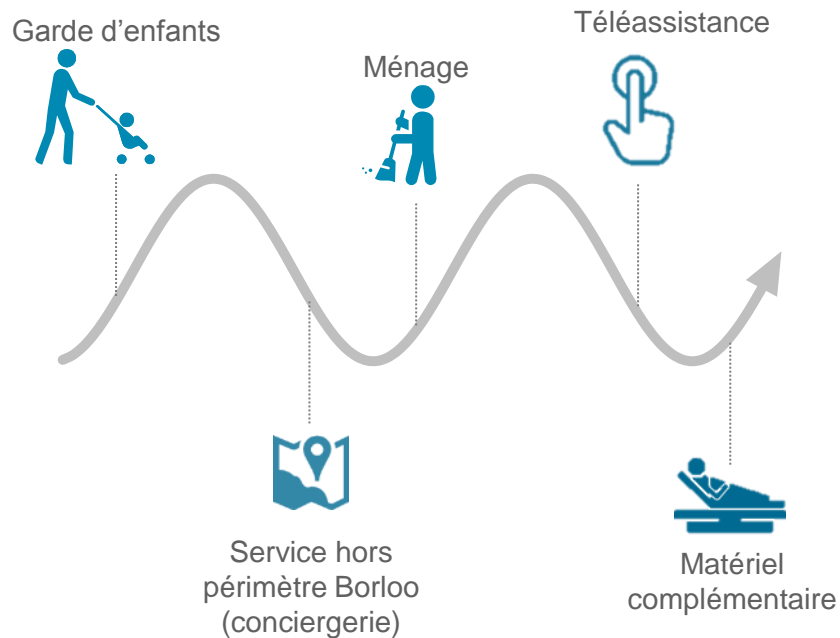 Garde d’enfants
Ménage
Téléassistance
Service hors
périmètre Borloo
(conciergerie)
Matériel
complémentaire